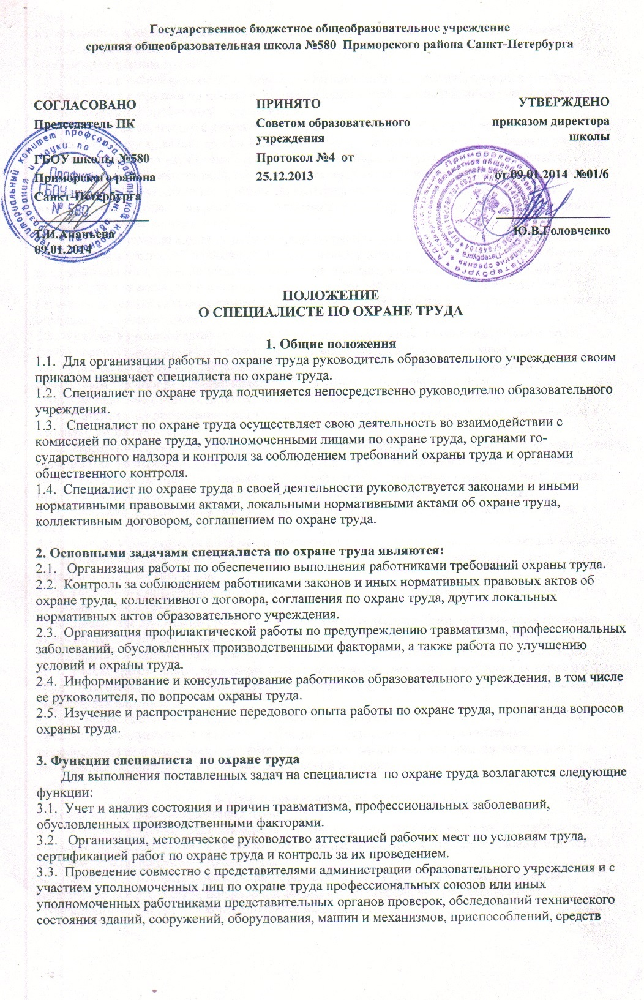 Государственное бюджетное общеобразовательное учреждение
средняя общеобразовательная школа №580 Приморского района Санкт-Петербурга
СОГЛАСОВАНО
Председатель ПК
ГБОУ школы №580
Приморского района
Санкт-Петербурга
Т.И.Ананьева
09.01.2014
ПРИНЯТО
Советом образовательного
учреждения
Протокол №4 от
25.12.2013
УТВЕРЖДЕНО
приказом директора
школы
от 09.01.2014 №01/6
Ю.В.Головченко
Профком
ГБОУ школа
№ 580
ПОЛОЖЕНИЕ
О СПЕЦИАЛИСТЕ ПО ОХРАНЕ ТРУДА
1. Общие положения
1.1. Для организации работы по охране труда руководитель образовательного учреждения своим
приказом назначает специалиста по охране труда.
1.2. Специалист по охране труда подчиняется непосредственно руководителю образовательного
учреждения.
1.3. Специалист по охране труда осуществляет свою деятельность во взаимодействии с
комиссией по охране труда, уполномоченными лицами по охране труда, органами го-
сударственного надзора и контроля за соблюдением требований охраны труда и органами
общественного контроля.
1.4. Специалист по охране труда в своей деятельности руководствуется законами и иными
нормативными правовыми актами, локальными нормативными актами об охране труда,
коллективным договором, соглашением по охране труда.
2. Основными задачами специалиста по охране труда являются:
2.1. Организация работы по обеспечению выполнения работниками требований охраны труда.
2.2. Контроль за соблюдением работниками законов и иных нормативных правовых актов об
охране труда, коллективного договора, соглашения по охране труда, других локальных
нормативных актов образовательного учреждения.
2.3. Организация профилактической работы по предупреждению травматизма, профессиональных
заболеваний, обусловленных производственными факторами, а также работа по улучшению
условий и охраны труда.
2.4. Информирование и консультирование работников образовательного учреждения, в том числе
ее руководителя, по вопросам охраны труда.
2.5. Изучение и распространение передового опыта работы по охране труда, пропаганда вопросов
охраны труда.
3. Функции специалиста по охране труда
Для выполнения поставленных задач на специалиста по охране труда возлагаются следующие
функции:
3.1. Учет и анализ состояния и причин травматизма, профессиональных заболеваний,
обусловленных производственными факторами.
3.2. Организация, методическое руководство аттестацией рабочих мест по условиям труда,
сертификацией работ по охране труда и контроль за их проведением.
3.3. Проведение совместно с представителями администрации образовательного учреждения и с
участием уполномоченных лиц по охране труда профессиональных союзов или иных
уполномоченных работниками представительных органов проверок, обследований технического
состояния зданий, сооружений, оборудования, машин и механизмов, приспособлений, средств